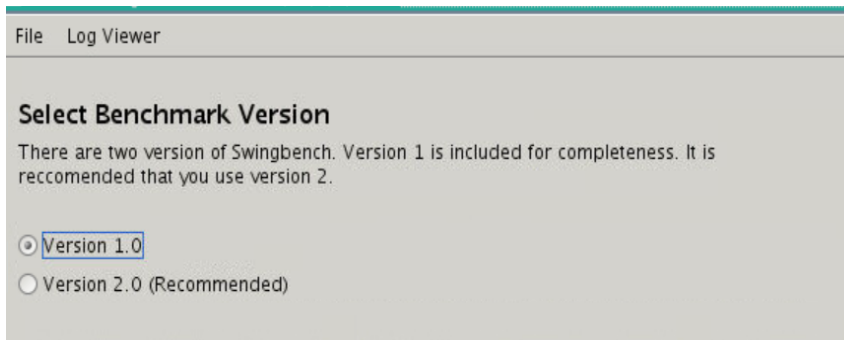 File Log Viewer
Select Benchmark Version
There are two version of Swingbench. Version 1 is included for completeness. It is
reccomended that you use version 2.
Version 1.0
Version 2.0 (Recommended)